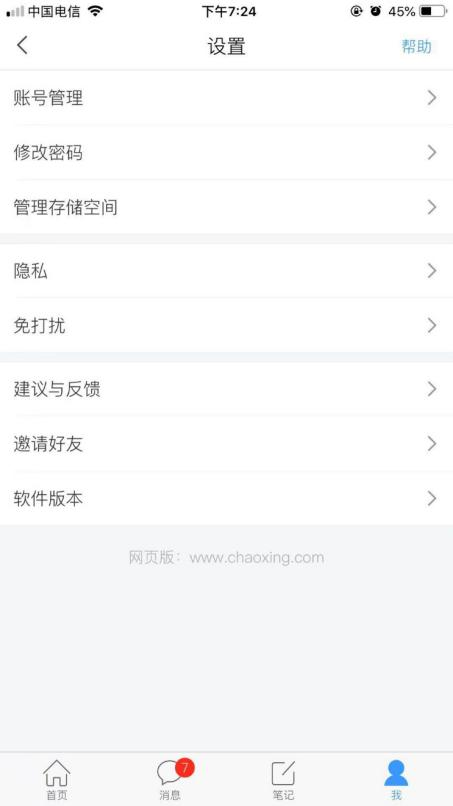 中国电信 下午7:24 45%
设置 帮助
账号管理
修改密码
管理存储空间
隐私
免打扰
建议与反馈
邀请好友
软件版本
网页版：www.chaoxing.com
7
首页 消息 笔记 我